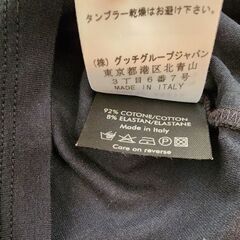 タンブラー乾燥はお避け下さい。
(株) グッチグループジャパン
東京都港区北青山
3丁目6番7号
MADE IN ITALY
92% COTONE/COTTON
8% ELASTAN/ELASTANE
Made in Italy
Care on reverse